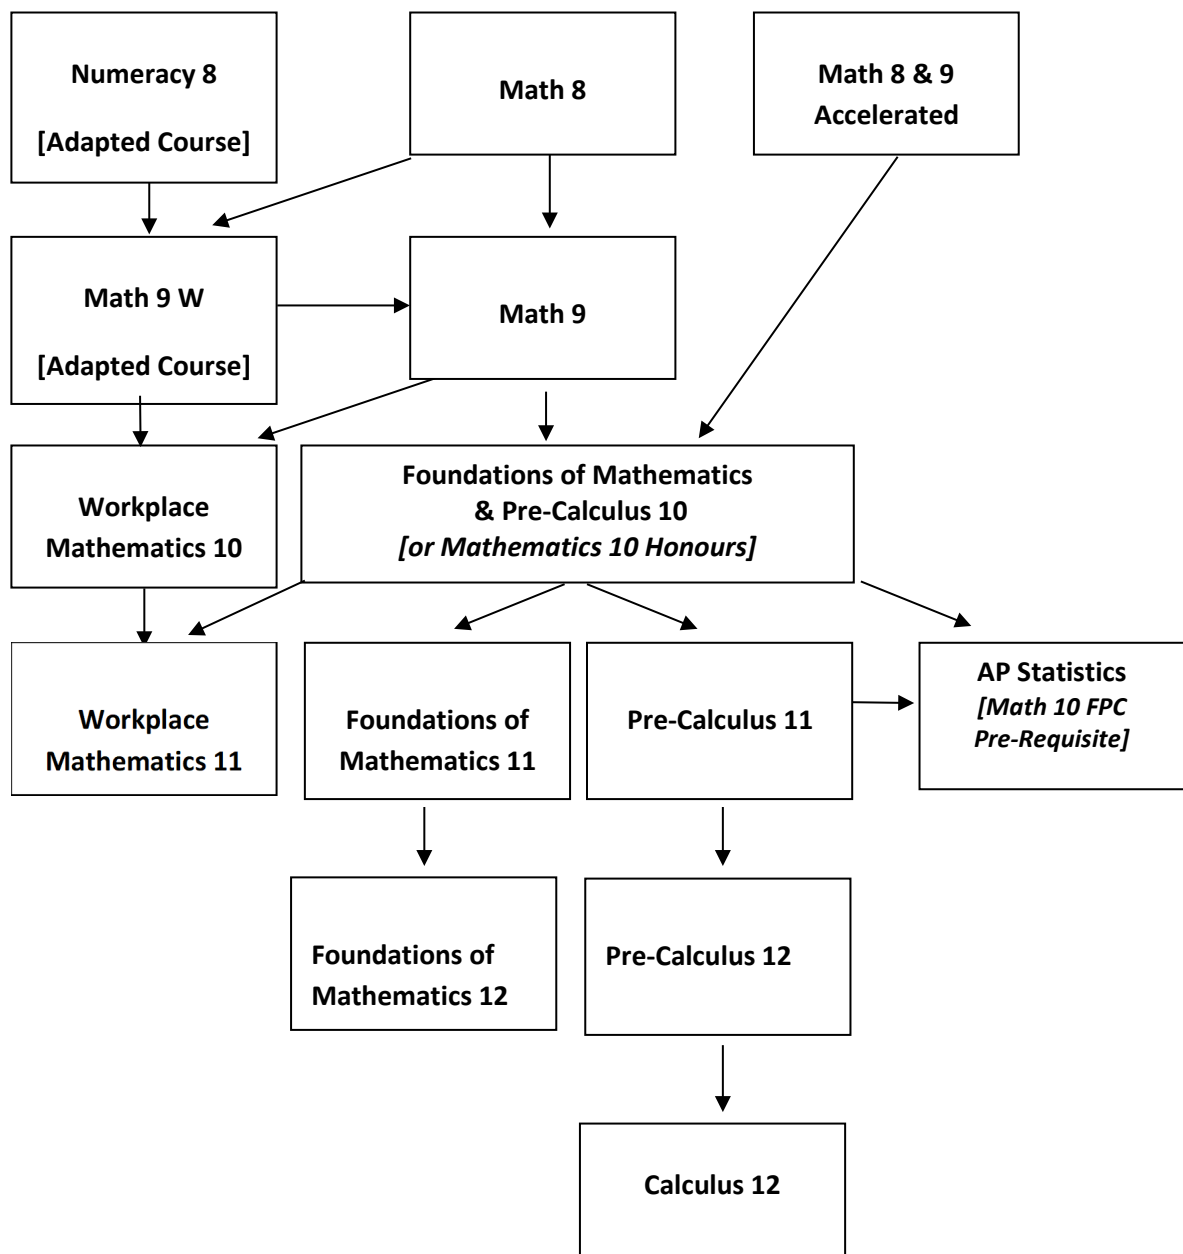 Numeracy 8
[Adapted Course]
Math 8
Math 8 & 9
Accelerated
Math 9 W
[Adapted Course]
Math 9
Workplace
Mathematics 10
Foundations of Mathematics
& Pre-Calculus 10
[or Mathematics 10 Honours]
Workplace
Mathematics 11
Foundations of
Mathematics 11
Pre-Calculus 11
AP Statistics
[Math 10 FPC
Pre-Requisite]
Foundations of
Mathematics 12
Pre-Calculus 12
Calculus 12